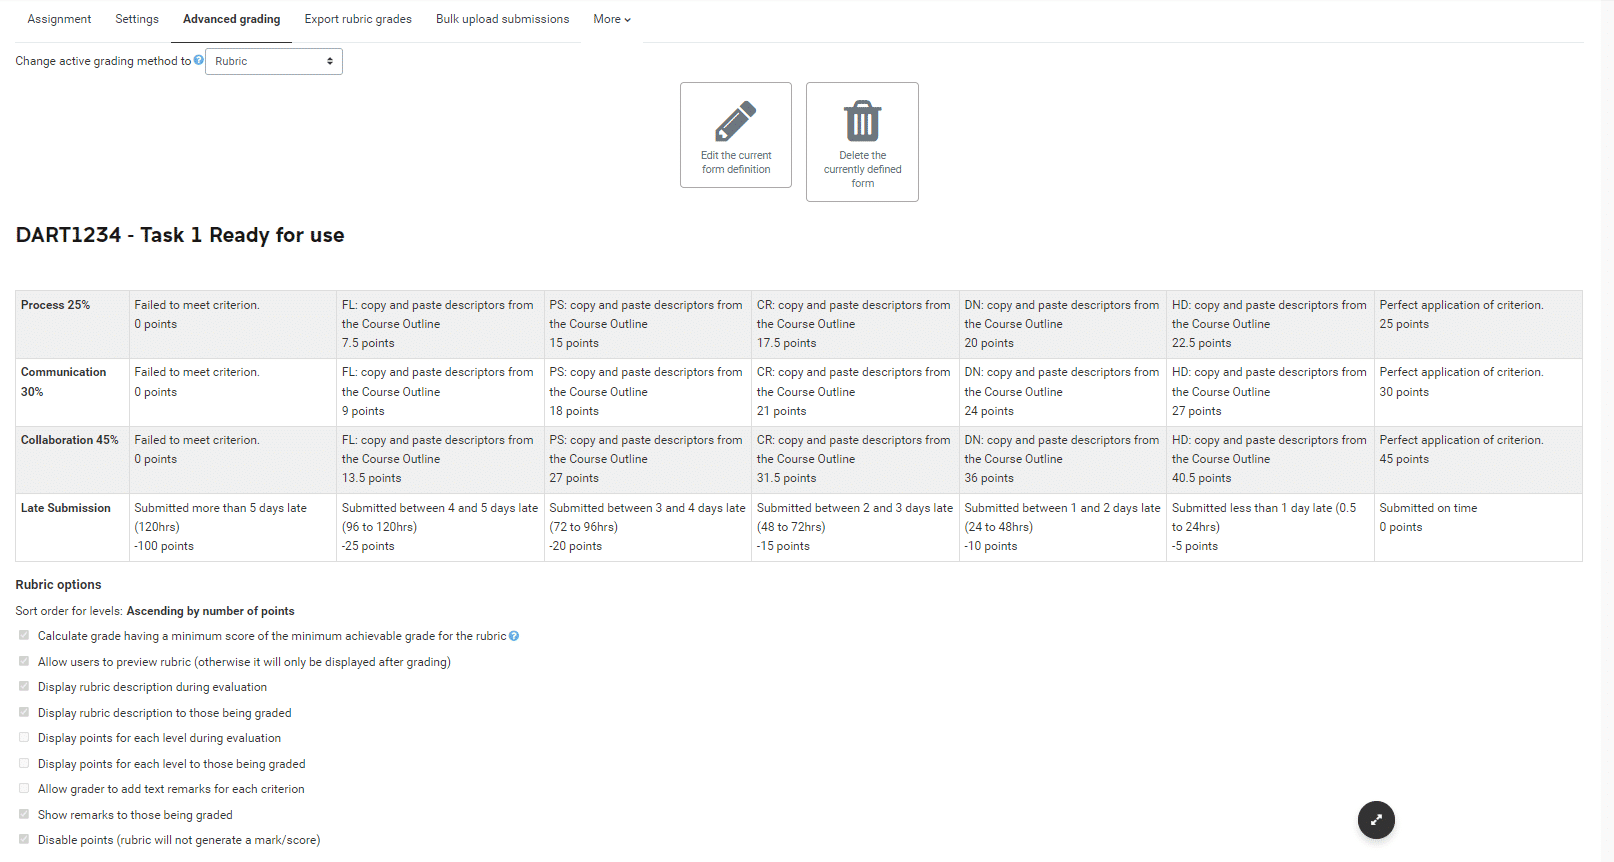 Assignment Settings Advanced grading Export rubric grades Bulk upload submissions More
Change active grading method to ? Rubric
Edit the current
form definition
Delete the
currently defined
form
DART1234 - Task 1 Ready for use
Process 25%
Failed to meet criterion.
0 points
FL: copy and paste descriptors from
the Course Outline
7.5 points
PS: copy and paste descriptors from
the Course Outline
15 points
CR: copy and paste descriptors from
the Course Outline
17.5 points
DN: copy and paste descriptors from
the Course Outline
20 points
HD: copy and paste descriptors from
the Course Outline
22.5 points
Perfect application of criterion.
25 points
Communication
30%
Failed to meet criterion.
0 points
FL: copy and paste descriptors from
the Course Outline
9 points
PS: copy and paste descriptors from
the Course Outline
18 points
CR: copy and paste descriptors from
the Course Outline
21 points
DN: copy and paste descriptors from
the Course Outline
24 points
HD: copy and paste descriptors from
the Course Outline
27 points
Perfect application of criterion.
30 points
Collaboration 45%
Failed to meet criterion.
0 points
FL: copy and paste descriptors from
the Course Outline
13.5 points
PS: copy and paste descriptors from
the Course Outline
27 points
CR: copy and paste descriptors from
the Course Outline
31.5 points
DN: copy and paste descriptors from
the Course Outline
36 points
HD: copy and paste descriptors from
the Course Outline
40.5 points
Perfect application of criterion.
45 points
Late Submission
Submitted more than 5 days late
(120hrs)
-100 points
Submitted between 4 and 5 days late
(96 to 120hrs)
-25 points
Submitted between 3 and 4 days late
(72 to 96hrs)
-20 points
Submitted between 2 and 3 days late
(48 to 72hrs)
-15 points
Submitted between 1 and 2 days late
(24 to 48hrs)
-10 points
Submitted less than 1 day late (0.5
to 24hrs)
-5 points
Submitted on time
0 points
Rubric options
Sort order for levels: Ascending by number of points
Calculate grade having a minimum score of the minimum achievable grade for the rubric ?
Allow users to preview rubric (otherwise it will only be displayed after grading)
Display rubric description during evaluation
Display rubric description to those being graded
Display points for each level during evaluation
Display points for each level to those being graded
Allow grader to add text remarks for each criterion
Show remarks to those being graded
Disable points (rubric will not generate a mark/score)